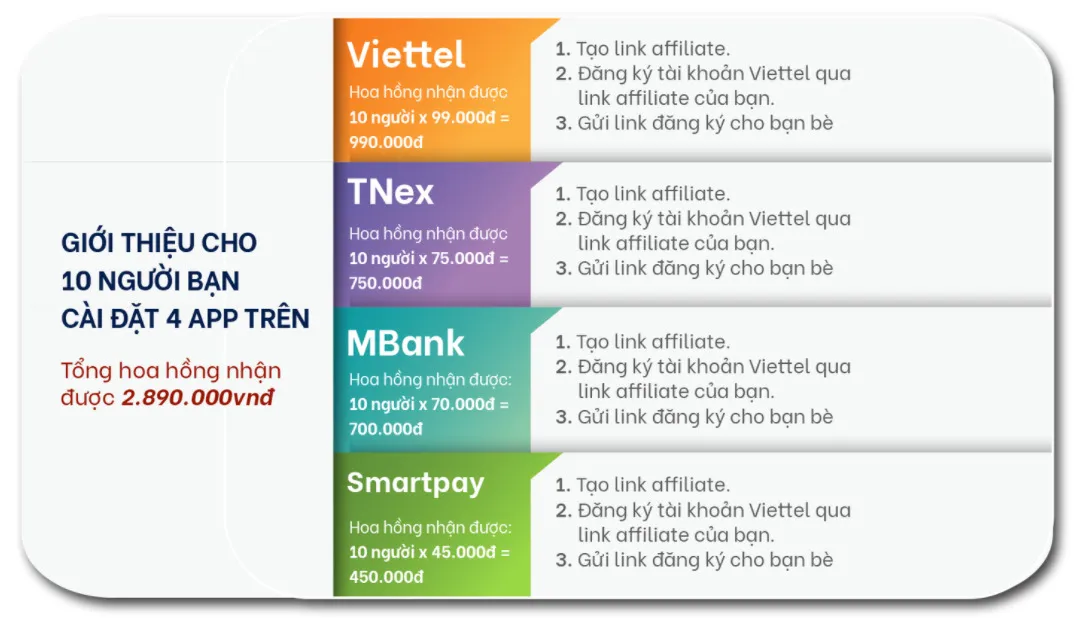 GIỚI THIỆU CHO
10 NGƯỜI BẠN
CÀI ĐẶT 4 APP TRÊN
Tổng hoa hồng nhận
được 2.890.000vnđ
Viettel
Hoa hồng nhận được
10 người x 99.000đ =
990.000đ
1. Tạo link affiliate.
2. Đăng ký tài khoản Viettel qua
link affiliate của bạn.
3. Gửi link đăng ký cho bạn bè
TNex
Hoa hồng nhận được
10 người x 75.000đ =
750.000đ
1. Tạo link affiliate.
2. Đăng ký tài khoản Viettel qua
link affiliate của bạn.
3. Gửi link đăng ký cho bạn bè
MBank
Hoa hồng nhận được:
10 người x 70.000đ =
700.000đ
1. Tạo link affiliate.
2. Đăng ký tài khoản Viettel qua
link affiliate của bạn.
3. Gửi link đăng ký cho bạn bè
Smartpay
Hoa hồng nhận được:
10 người x 45.000đ =
450.000đ
1. Tạo link affiliate.
2. Đăng ký tài khoản Viettel qua
link affiliate của bạn.
3. Gửi link đăng ký cho bạn bè